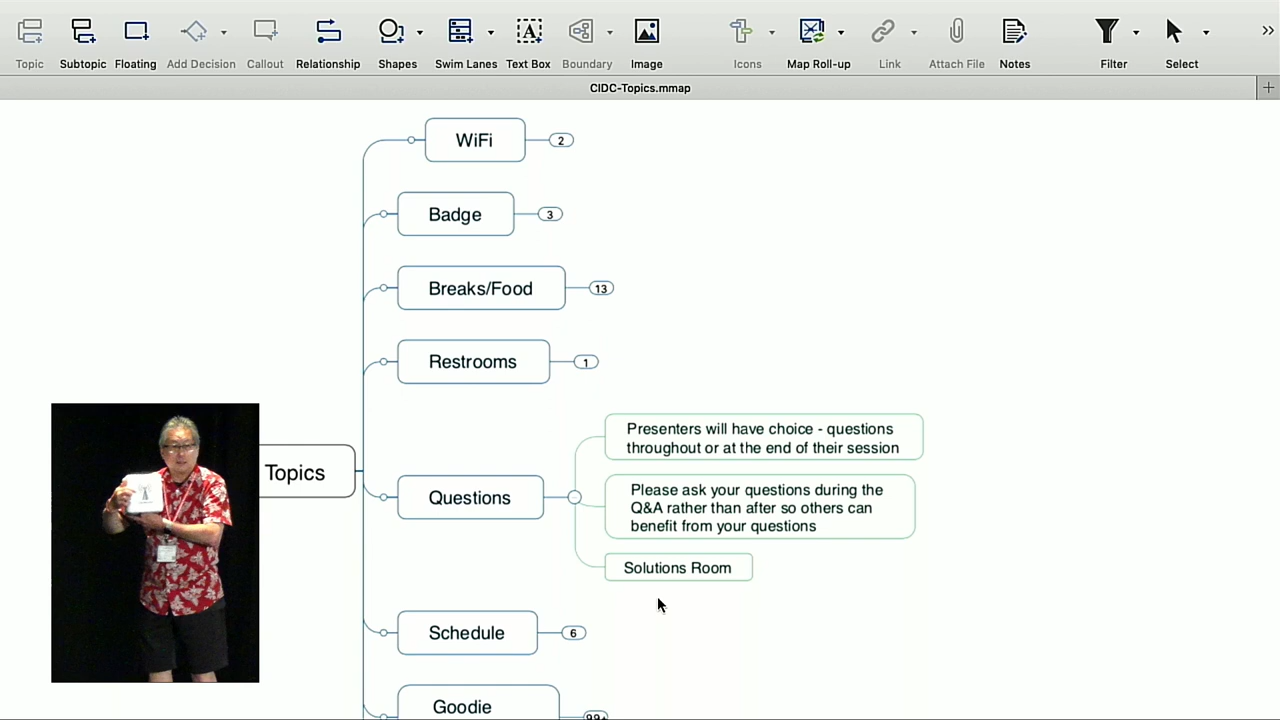 Topic
Subtopic
Floating
Add Decision
Callout
Relationship
Shapes
Swim Lanes
Text Box
Boundary
Image
Icons
Map Roll-up
Link
Attach File
Notes
Filter
Select
CIDC-Topics.mmap
WiFi
2
Badge
3
Breaks/Food
13
Restrooms
1
Topics
Questions
Presenters will have choice - questions
throughout or at the end of their session
Please ask your questions during the
Q&A rather than after so others can
benefit from your questions
Solutions Room
Schedule
6
Goodie
99+